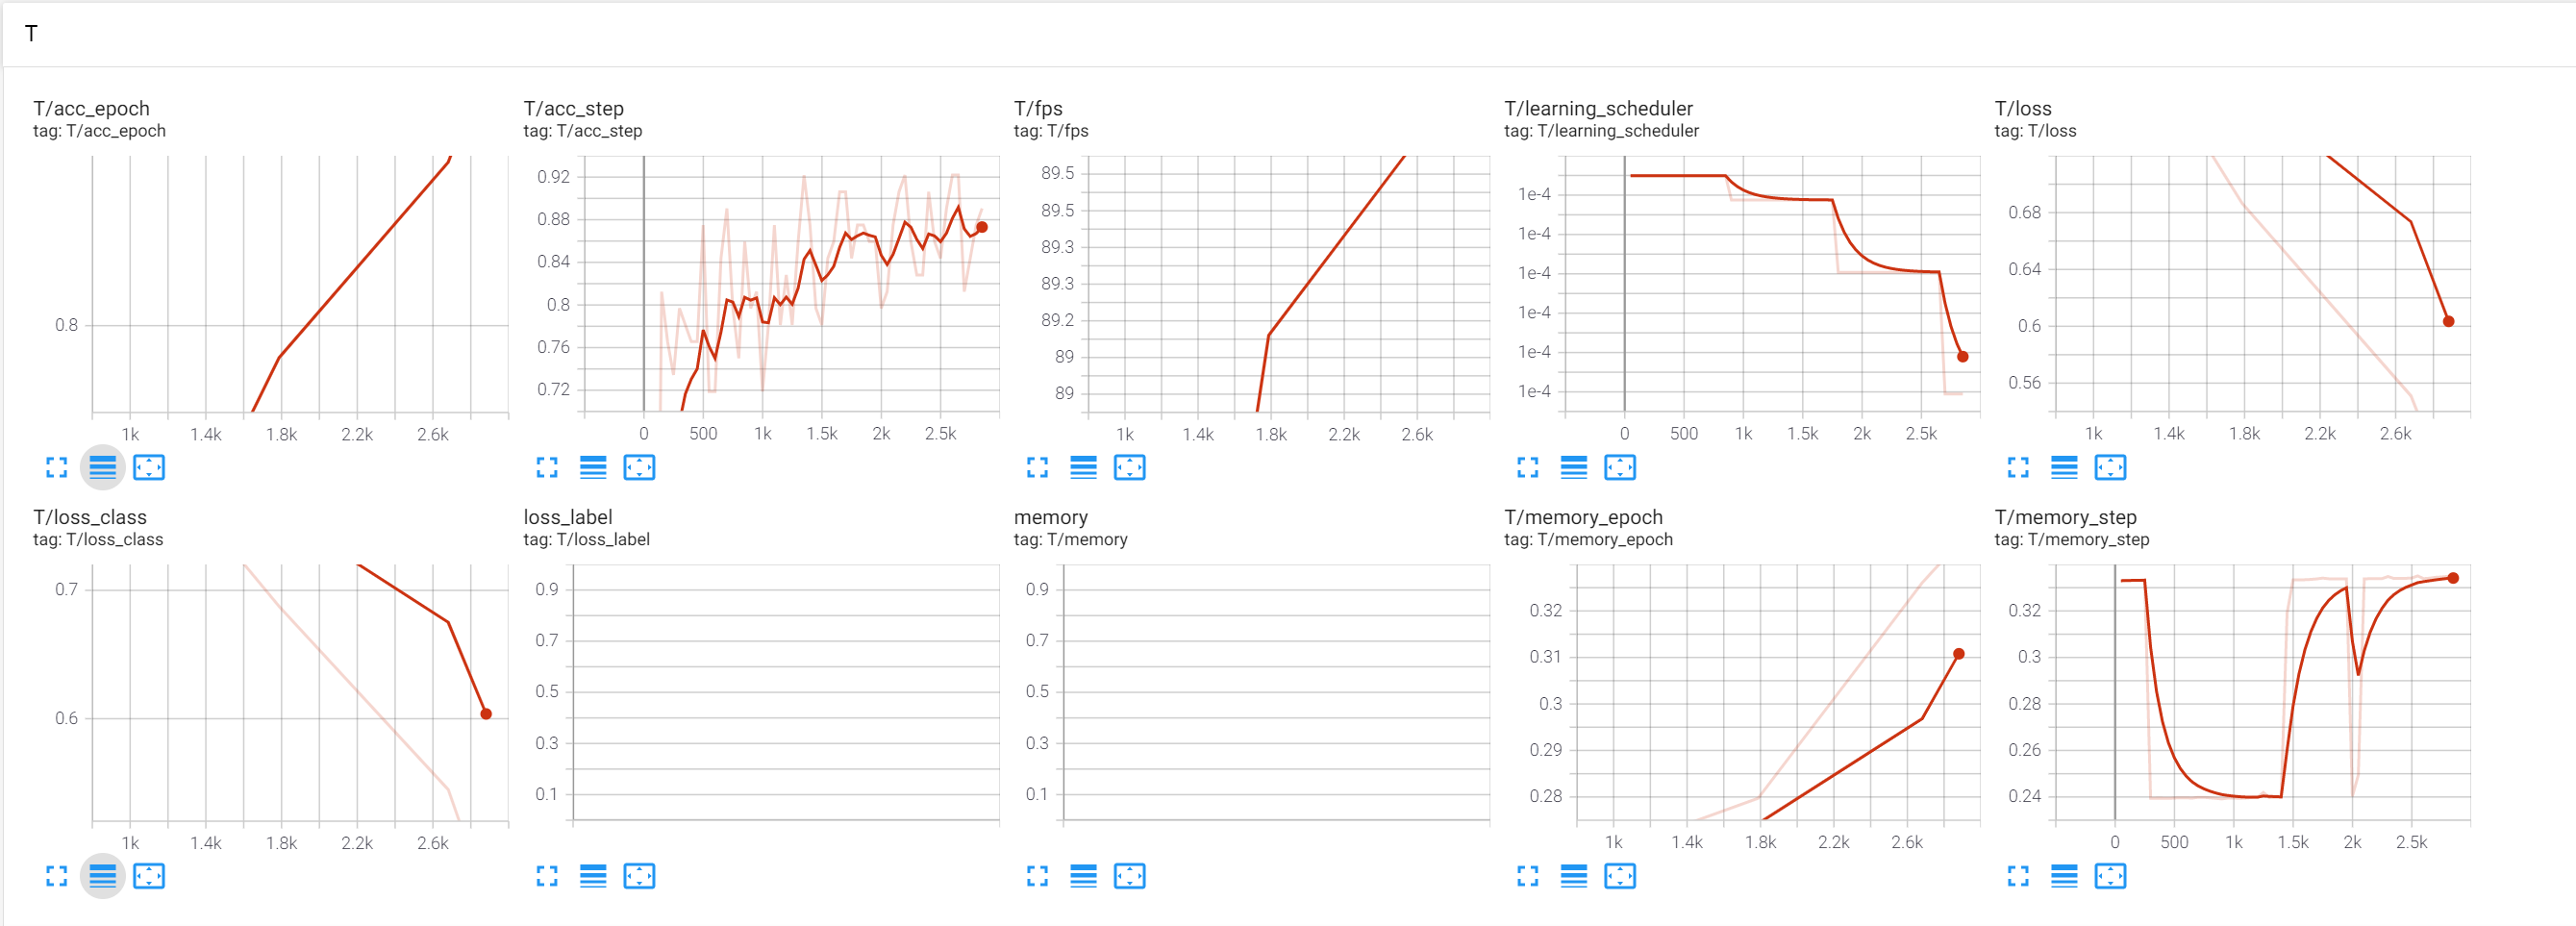 T
T/acc_epoch
tag: T/acc_epoch
0.8
1k 1.4k 1.8k 2.2k 2.6k
T/acc_step
tag: T/acc_step
0.92
0.88
0.84
0.8
0.76
0.72
0 500 1k 1.5k 2k 2.5k
T/fps
tag: T/fps
89.5
89.5
89.3
89.3
89.2
89
89
1k 1.4k 1.8k 2.2k 2.6k
T/learning_scheduler
tag: T/learning_scheduler
1e-4
1e-4
1e-4
1e-4
1e-4
1e-4
0 500 1k 1.5k 2k 2.5k
T/loss
tag: T/loss
0.68
0.64
0.6
0.56
1k 1.4k 1.8k 2.2k 2.6k
T/loss_class
tag: T/loss_class
0.7
0.6
1k 1.4k 1.8k 2.2k 2.6k
loss_label
tag: T/loss_label
0.9
0.7
0.5
0.3
0.1
memory
tag: T/memory
0.9
0.7
0.5
0.3
0.1
T/memory_epoch
tag: T/memory_epoch
0.32
0.31
0.3
0.29
0.28
1k 1.4k 1.8k 2.2k 2.6k
T/memory_step
tag: T/memory_step
0.32
0.3
0.28
0.26
0.24
0 500 1k 1.5k 2k 2.5k